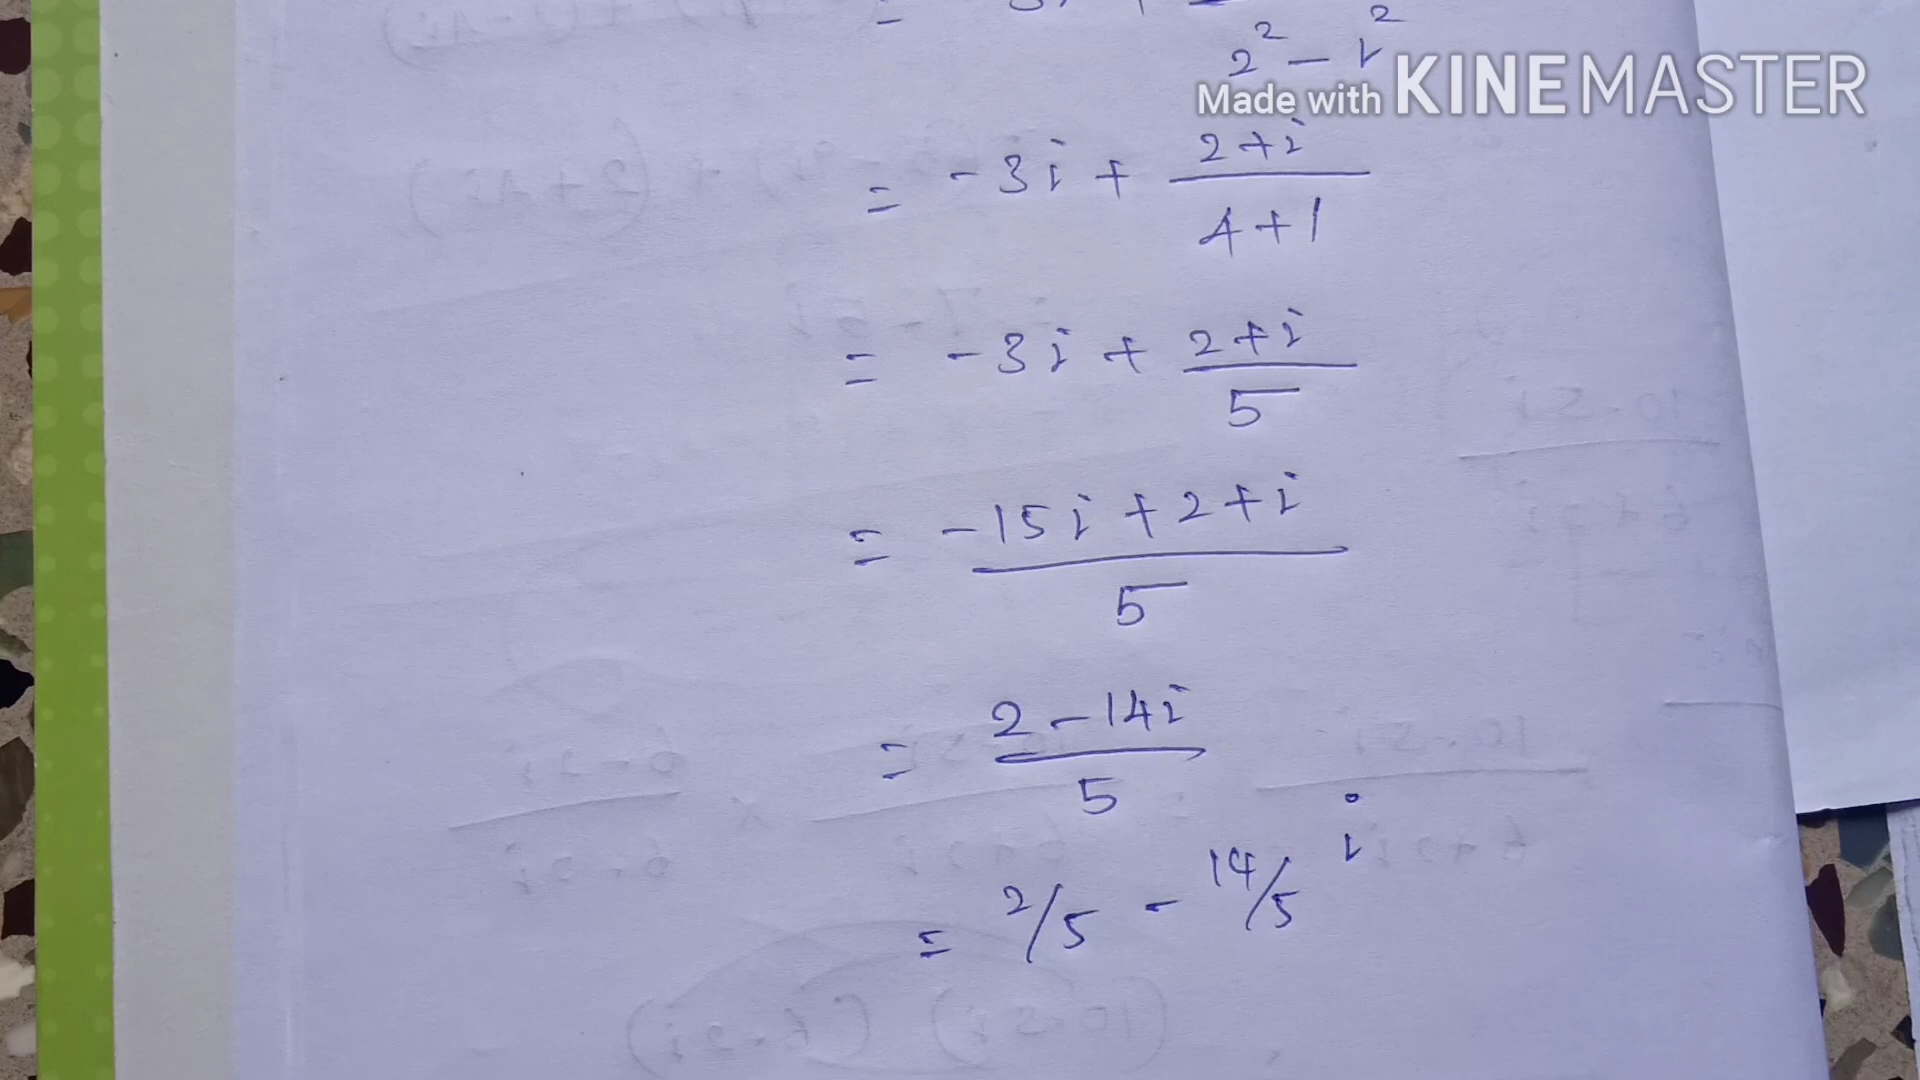 2² - i²
Made with KINEMASTER
= -3i + (2+i)/(4+1)
= -3i + (2+i)/5
= (-15i+2+i)/5
= (2-14i)/5
= 2/5 - 14/5 i